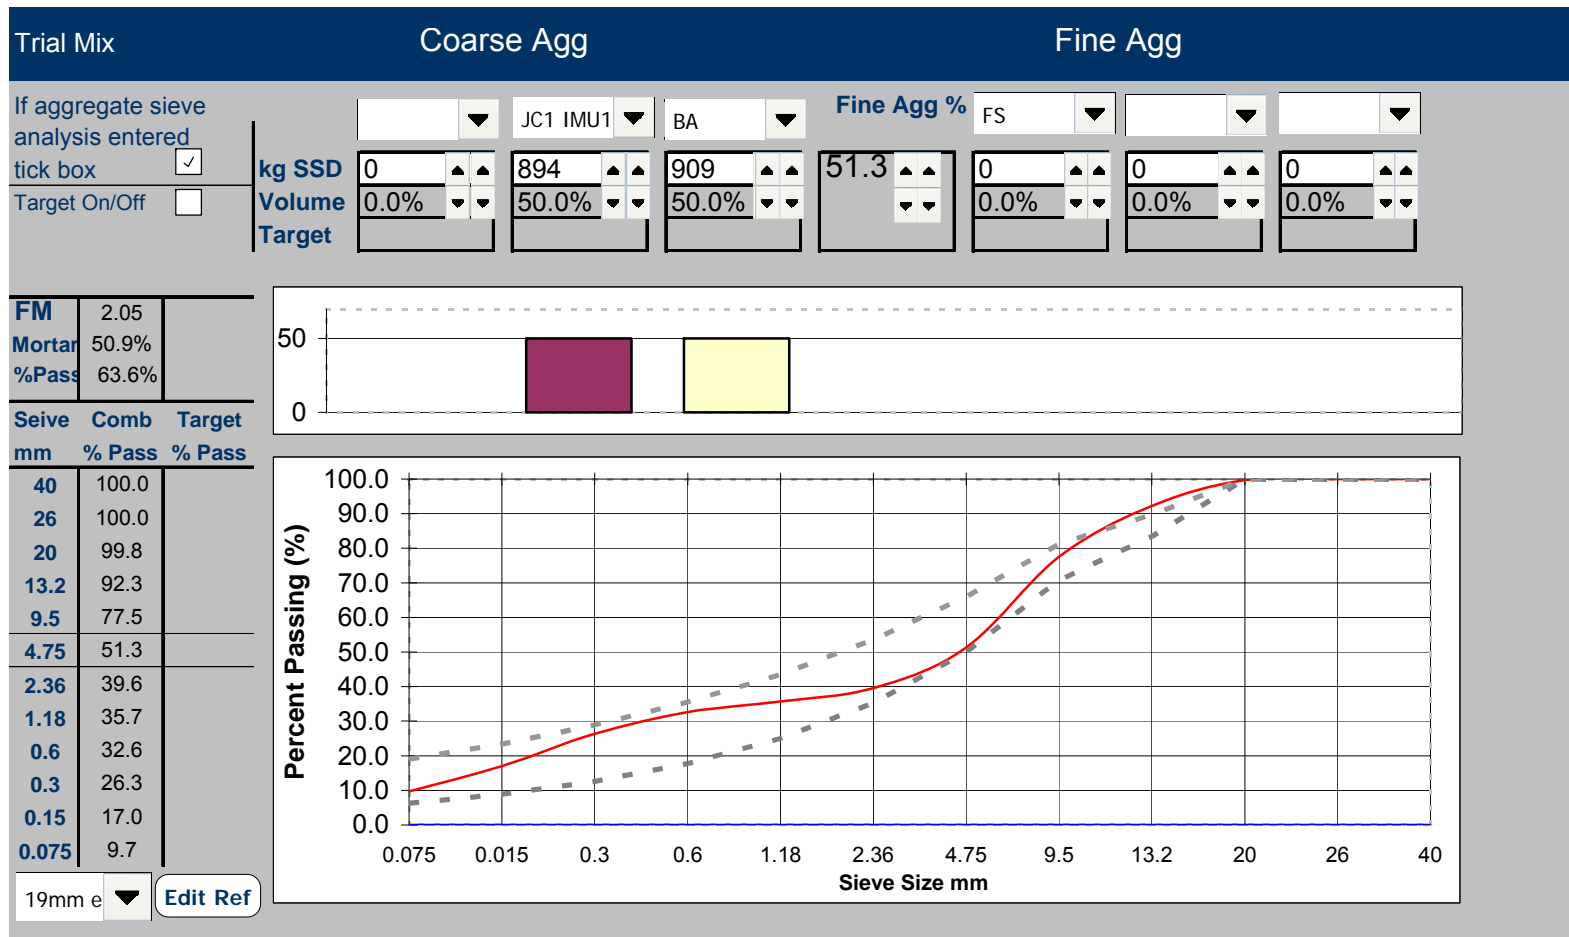 Trial Mix Coarse Agg Fine Agg
If aggregate sieve
analysis entered
tick box
Target On/Off
JC1 IMU1 BA Fine Agg % FS
kg SSD 0 894 909 51.3 0 0 0
Volume 0.0% 50.0% 50.0% 0.0% 0.0% 0.0%
Target
FM 2.05
Mortar 50.9%
%Pass 63.6%
50
0
Seive Comb Target
mm % Pass % Pass
40 100.0
26 100.0
20 99.8
13.2 92.3
9.5 77.5
4.75 51.3
2.36 39.6
1.18 35.7
0.6 32.6
0.3 26.3
0.15 17.0
0.075 9.7
19mm e Edit Ref
Percent Passing (%)
100.0
90.0
80.0
70.0
60.0
50.0
40.0
30.0
20.0
10.0
0.0
0.075 0.015 0.3 0.6 1.18 2.36 4.75 9.5 13.2 20 26 40
Sieve Size mm